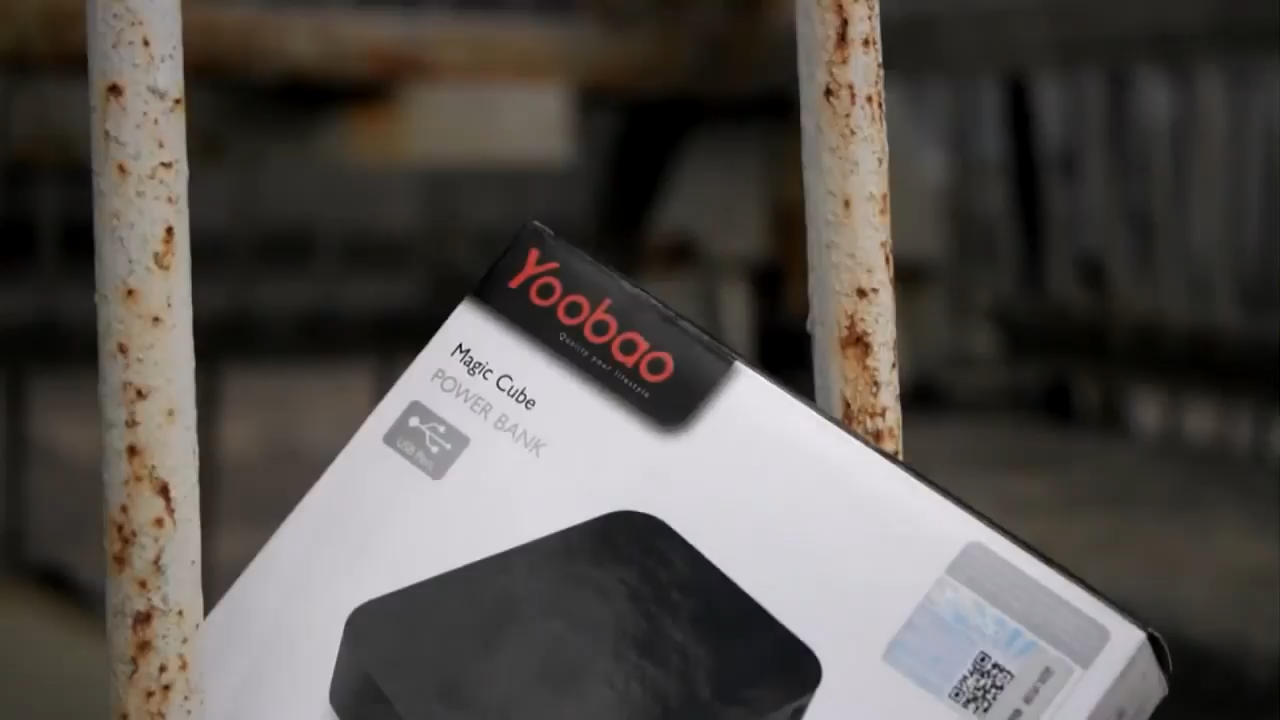 Yoobao
Quality your lifestyle
Magic Cube
POWER BANK
USB Port